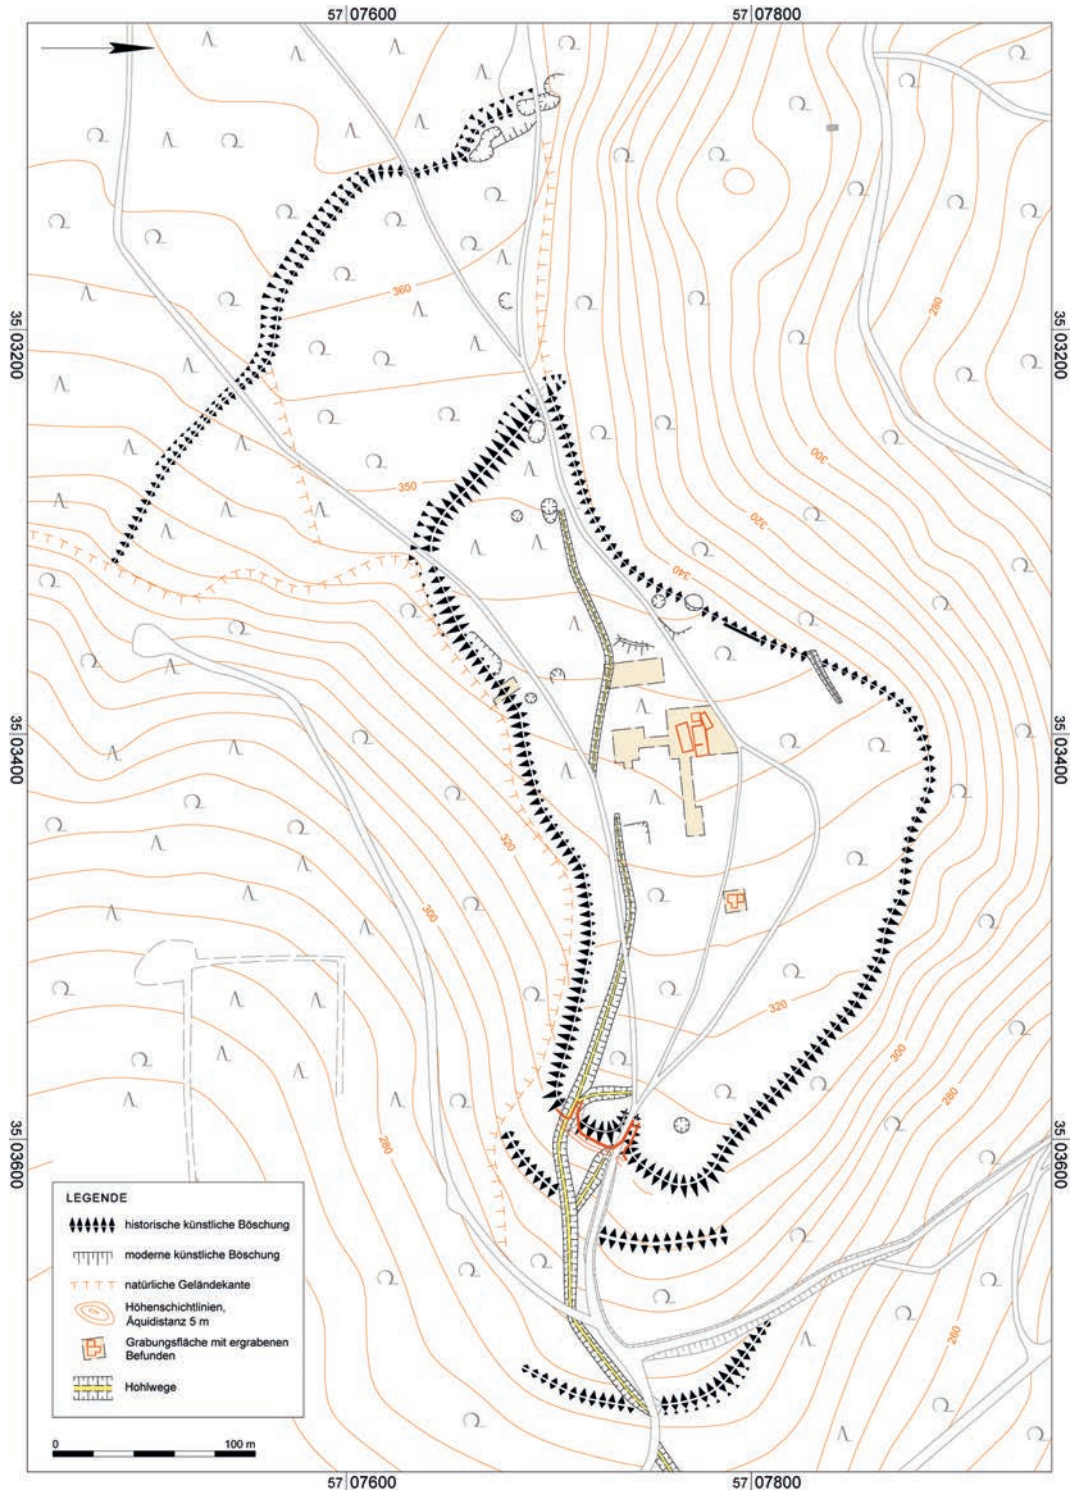 57 07600
57 07800
280
360
35 03200
35 03200
300
350
320
340
35 03400
35 03400
320
300
320
300
280
280
35 03600
35 03600
260
LEGENDE
historische künstliche Böschung
moderne künstliche Böschung
natürliche Geländekante
Höhenschichtlinien,
Äquidistanz 5 m
Grabungsfläche mit ergrabenen
Befunden
Hohlwege
0 100 m
57 07600
57 07800